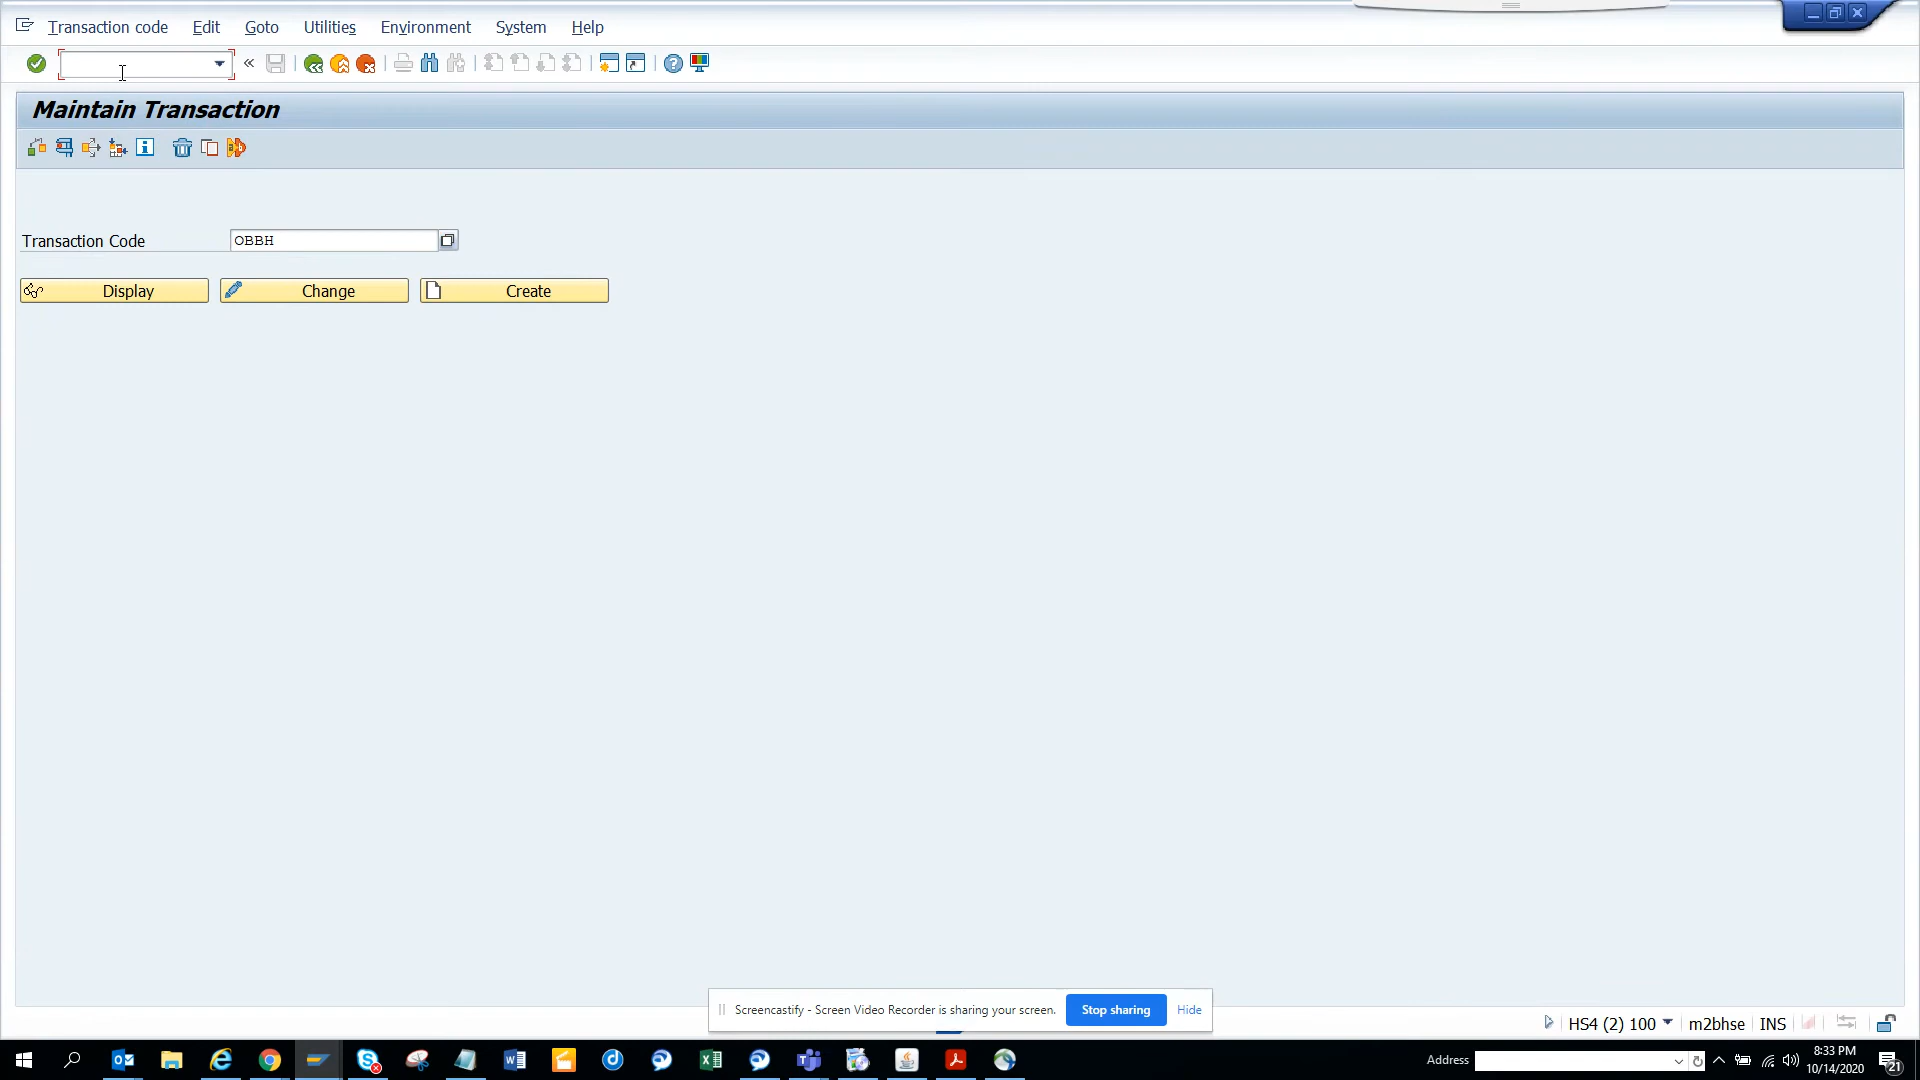 Transaction code Edit Goto Utilities Environment System Help
Maintain Transaction
Transaction Code OBBH
Display Change Create
Screencastify - Screen Video Recorder is sharing your screen. Stop sharing Hide
HS4 (2) 100 m2bhse INS
Address 8:33 PM
10/14/2020 21